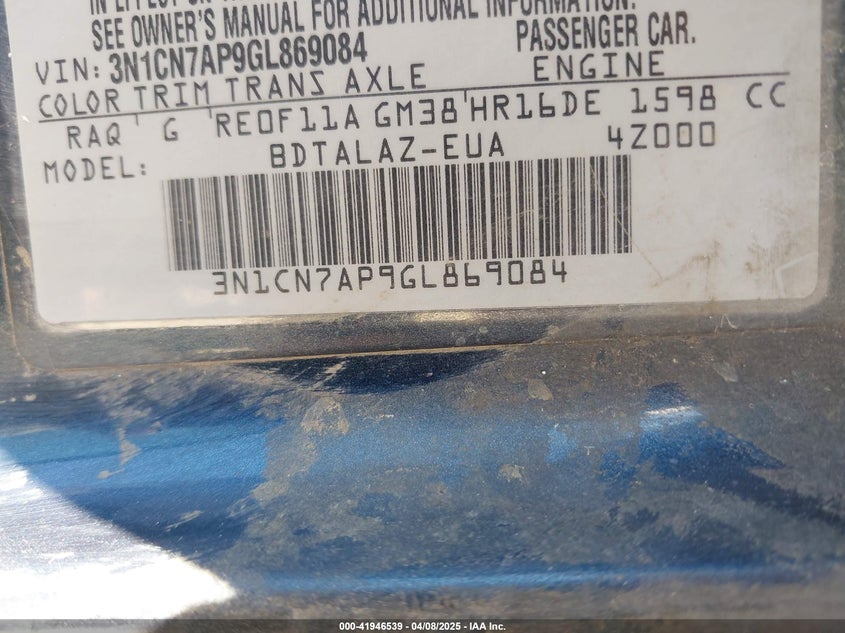 SEE OWNER'S MANUAL FOR ADDITIONAL INFORMATION.
VIN: 3N1CN7AP9GL869084 PASSENGER CAR.
COLOR TRIM TRANS AXLE ENGINE
RAQ G RE0F11A GM38 HR16DE 1598 CC
MODEL: BDTALAZ-EUA 4Z000
3N1CN7AP9GL869084
000-41946539 - 04/08/2025 - IAA Inc.